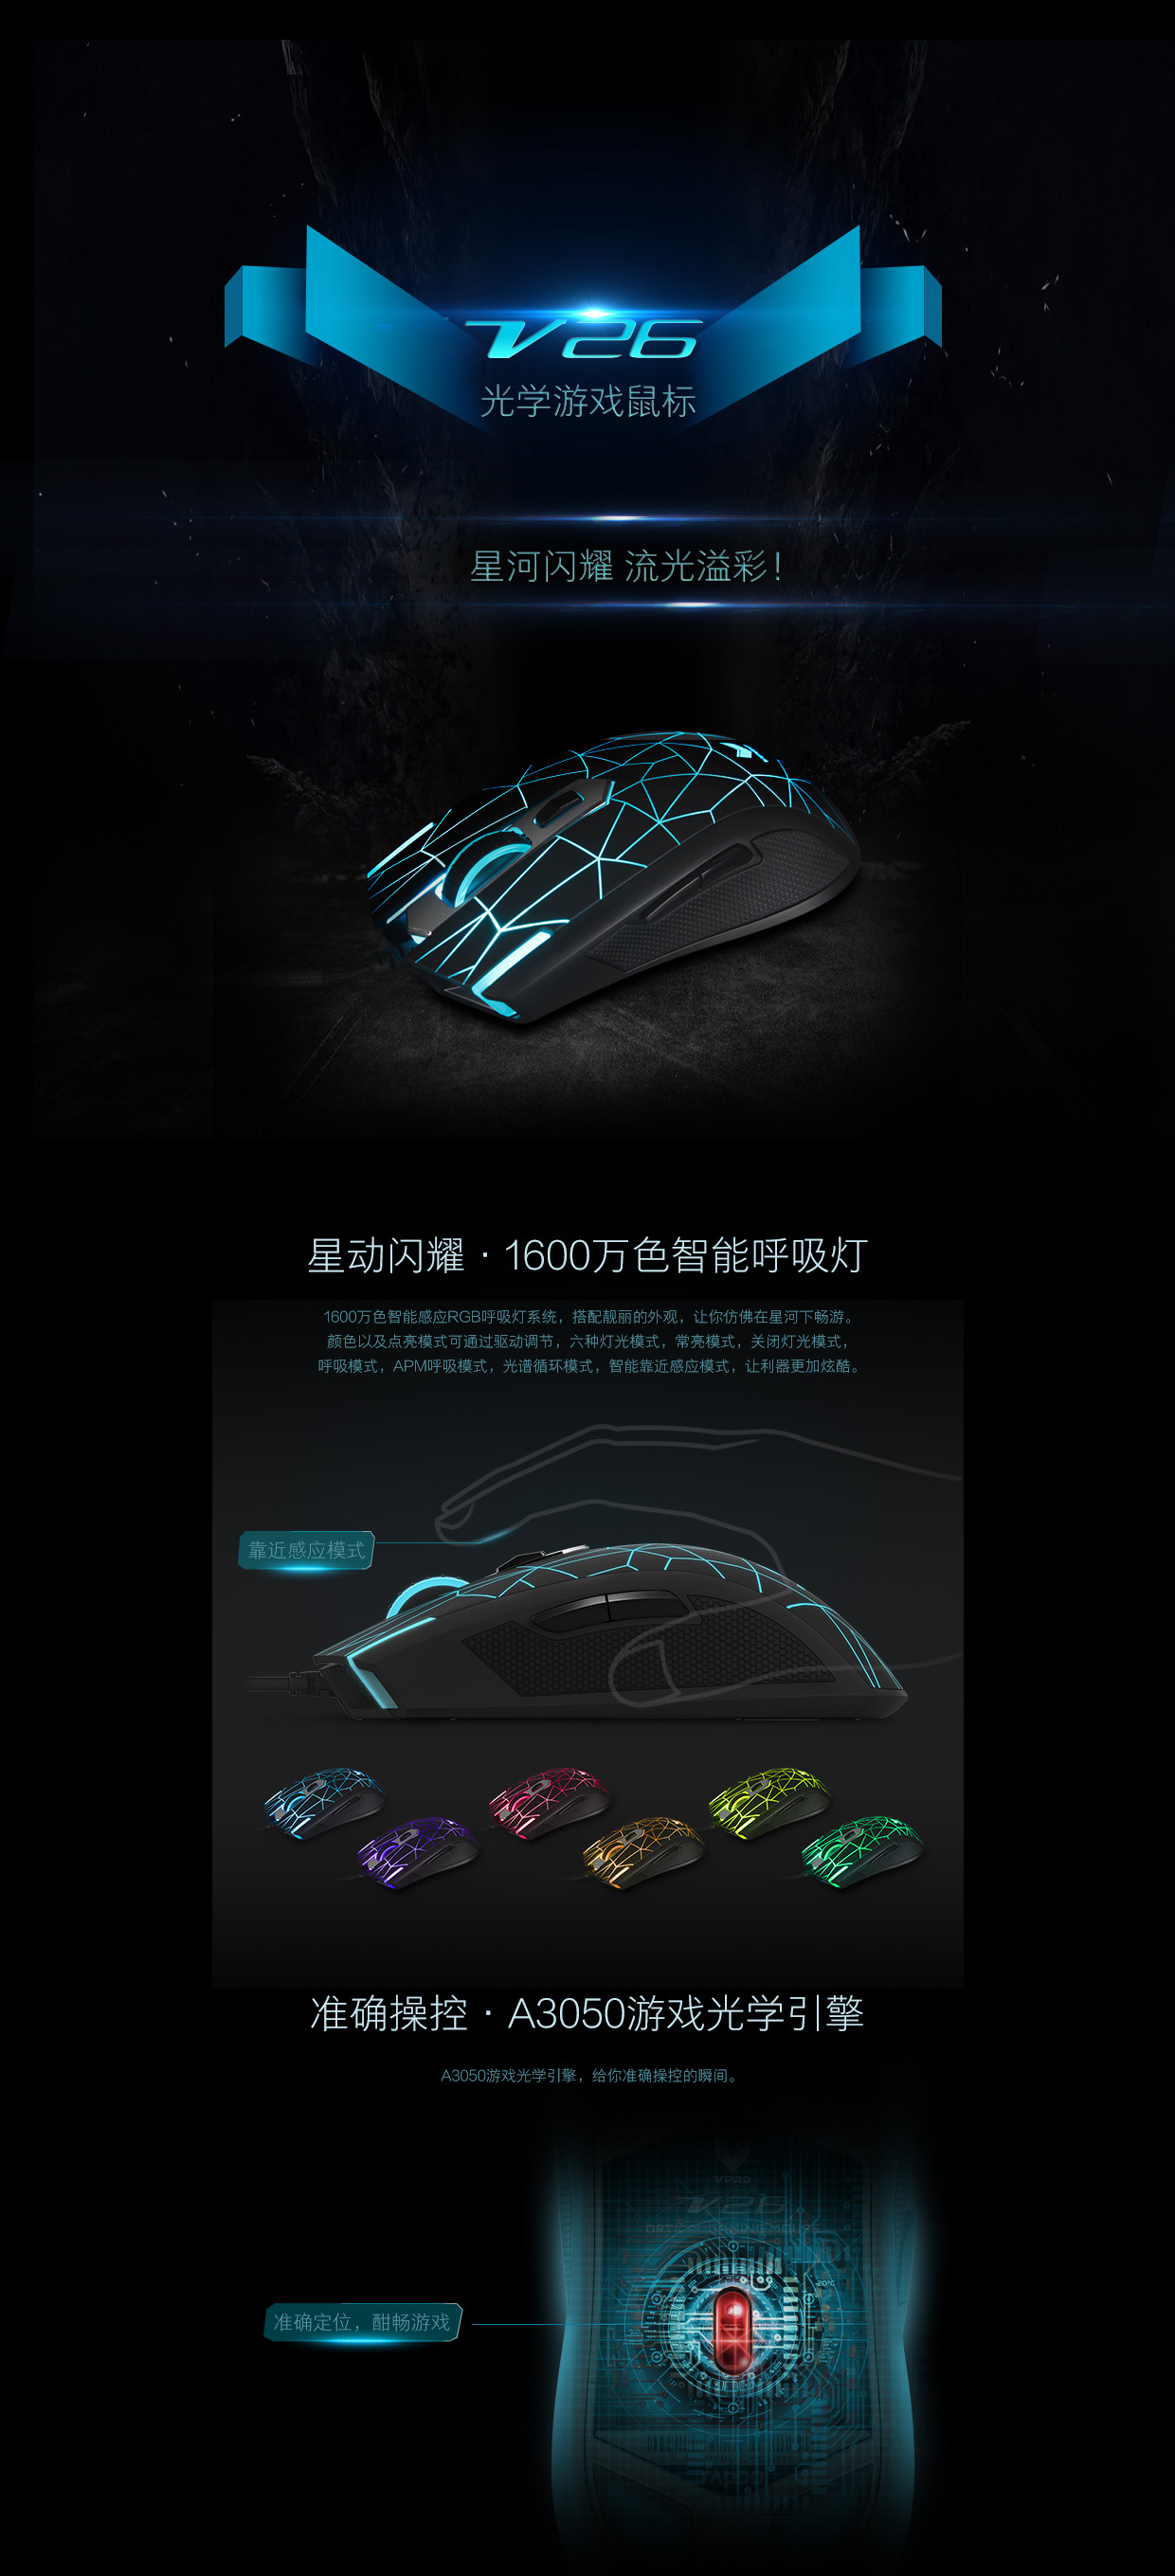 V26
光学游戏鼠标
星河闪耀 流光溢彩!
星动闪耀 · 1600万色智能呼吸灯
1600万色智能感应RGB呼吸灯系统，搭配靓丽的外观，让你仿佛在星河下畅游。
颜色以及点亮模式可通过驱动调节，六种灯光模式，常亮模式，关闭灯光模式，
呼吸模式，APM呼吸模式，光谱循环模式，智能靠近感应模式，让利器更加炫酷。
靠近感应模式
准确操控 · A3050游戏光学引擎
A3050游戏光学引擎，给你准确操控的瞬间。
VPRO
V26
OPTICAL GAMING MOUSE
20°C
准确定位，酣畅游戏
rapoo